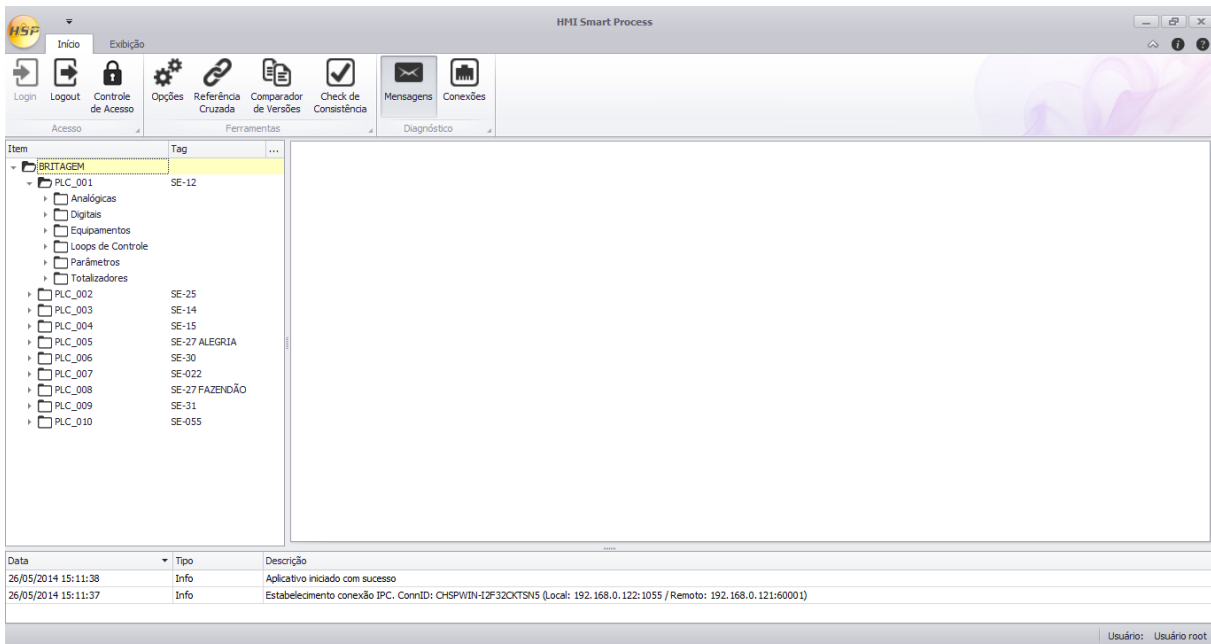 HMI Smart Process
HSP
Início Exibição
Login Logout Controle de Acesso Opções Referência Cruzada Comparador de Versões Check de Consistência Mensagens Conexões
Acesso Ferramentas Diagnóstico
Item Tag ...
BRITAGEM
PLC_001 SE-12
Analógicas
Digitais
Equipamentos
Loops de Controle
Parâmetros
Totalizadores
PLC_002 SE-25
PLC_003 SE-14
PLC_004 SE-15
PLC_005 SE-27 ALEGRIA
PLC_006 SE-30
PLC_007 SE-022
PLC_008 SE-27 FAZENDÃO
PLC_009 SE-31
PLC_010 SE-055
Data Tipo Descrição
26/05/2014 15:11:38 Info Aplicativo iniciado com sucesso
26/05/2014 15:11:37 Info Estabelecimento conexão IPC. ConnID: CHSPWIN-I2F32CKTSN5 (Local: 192.168.0.122:1055 / Remoto: 192.168.0.121:60001)
Usuário: Usuário root